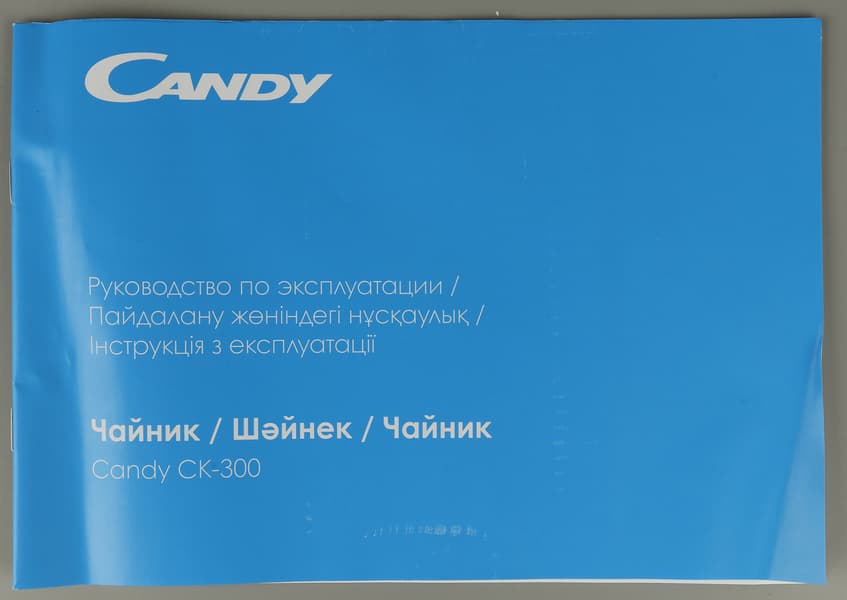 CANDY
Руководство по эксплуатации /
Пайдалану жөніндегі нұсқаулық /
Інструкція з експлуатації
Чайник / Шәйнек / Чайник
Candy CK-300